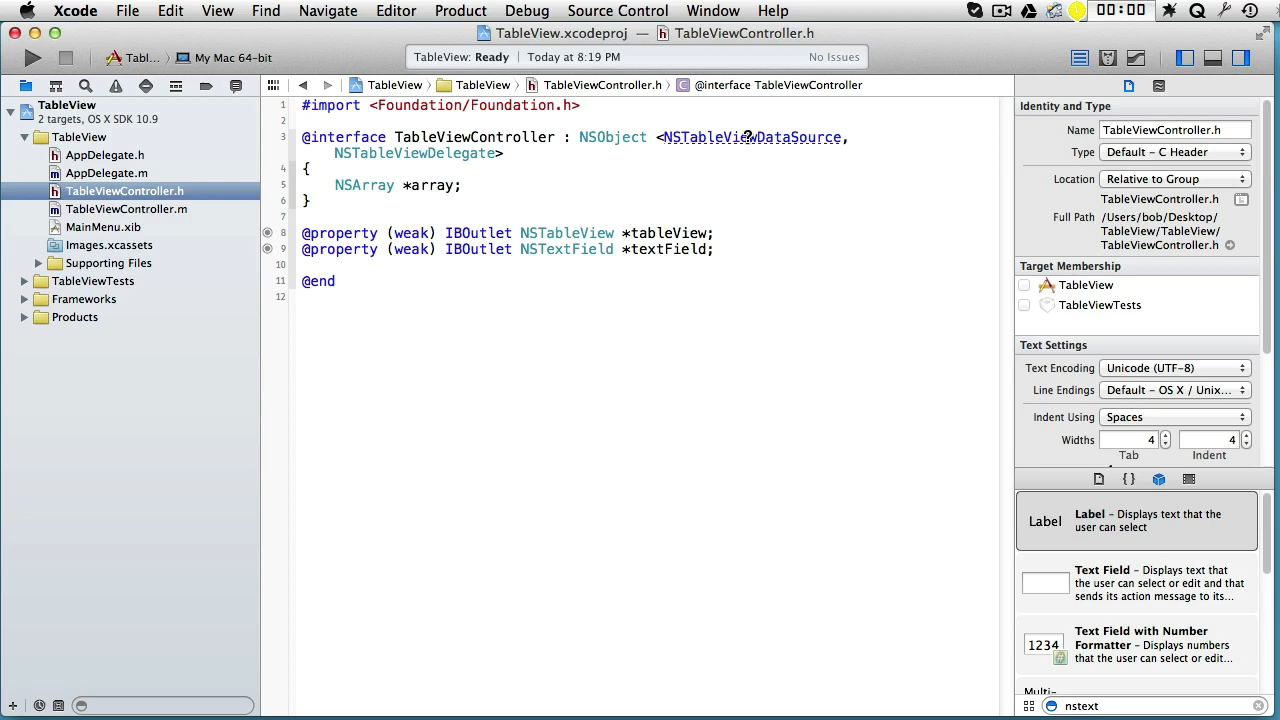 Xcode File Edit View Find Navigate Editor Product Debug Source Control Window Help 00:00
TableView.xcodeproj — TableViewController.h
Tabl... My Mac 64-bit
TableView: Ready Today at 8:19 PM No Issues
TableView TableView TableViewController.h @interface TableViewController
TableView
2 targets, OS X SDK 10.9
TableView
AppDelegate.h
AppDelegate.m
TableViewController.h
TableViewController.m
MainMenu.xib
Images.xcassets
Supporting Files
TableViewTests
Frameworks
Products
1 #import <Foundation/Foundation.h>
2
3 @interface TableViewController : NSObject <NSTableViewDataSource,
NSTableViewDelegate>
4 {
5 NSArray *array;
6 }
7
8 @property (weak) IBOutlet NSTableView *tableView;
9 @property (weak) IBOutlet NSTextField *textField;
10
11 @end
12
Identity and Type
Name TableViewController.h
Type Default - C Header
Location Relative to Group
TableViewController.h
Full Path /Users/bob/Desktop/
TableView/TableView/
TableViewController.h
Target Membership
TableView
TableViewTests
Text Settings
Text Encoding Unicode (UTF-8)
Line Endings Default - OS X / Unix...
Indent Using Spaces
Widths 4 4
Tab Indent
Label Label – Displays text that the
user can select
Text Field – Displays text that
the user can select or edit and that
sends its action message to its...
1234 Text Field with Number
Formatter – Displays numbers
that the user can select or edit...
Multi-
nstext